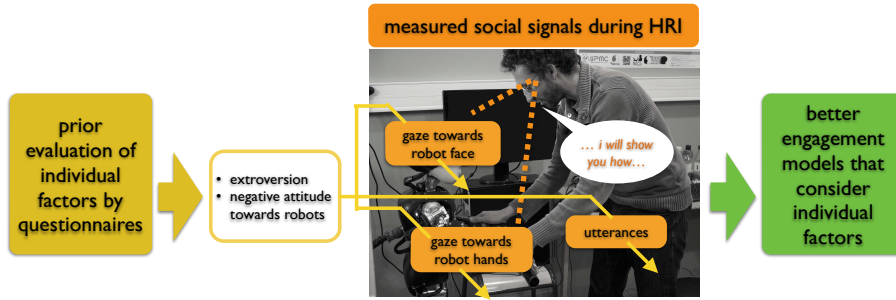 measured social signals during HRI
prior
evaluation of
individual
factors by
questionnaires
• extroversion
• negative attitude
towards robots
gaze towards
robot face
... i will show
you how...
gaze towards
robot hands
utterances
better
engagement
models that
consider
individual
factors